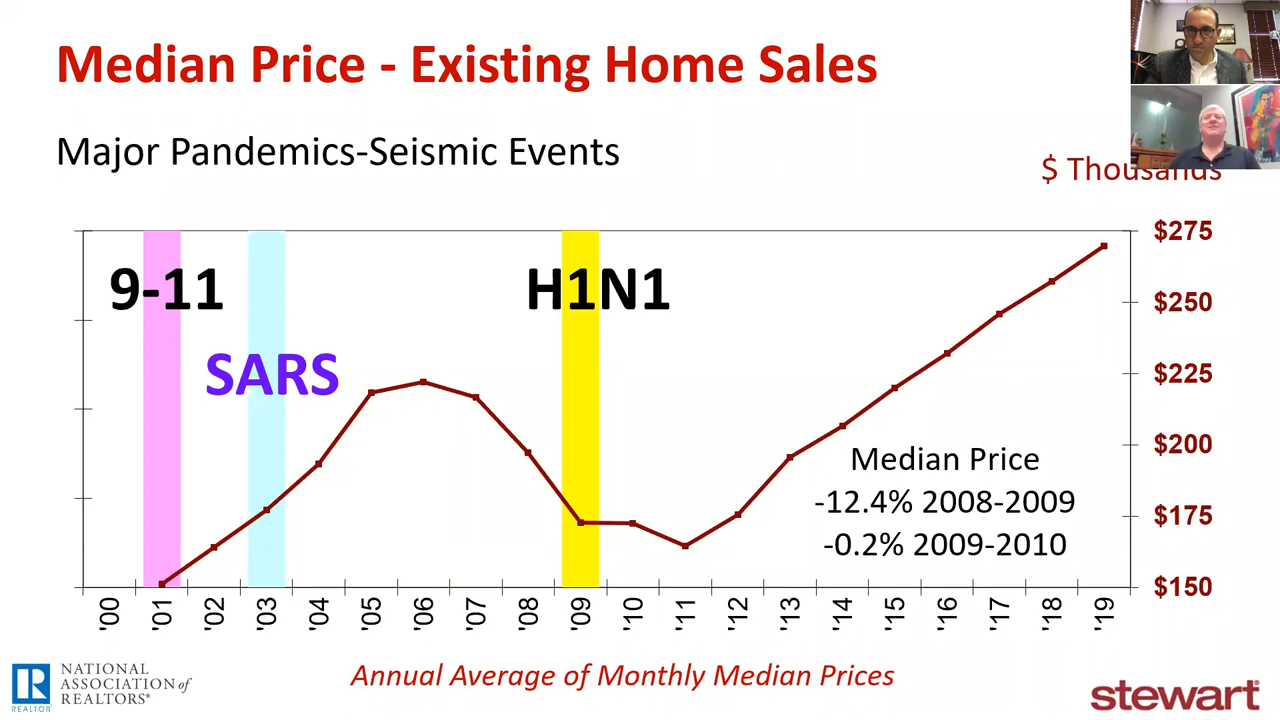 Median Price - Existing Home Sales
Major Pandemics-Seismic Events
$ Thousands
9-11
SARS
H1N1
$275
$250
$225
$200
$175
$150
Median Price
-12.4% 2008-2009
-0.2% 2009-2010
'00 '01 '02 '03 '04 '05 '06 '07 '08 '09 '10 '11 '12 '13 '14 '15 '16 '17 '18 '19
Annual Average of Monthly Median Prices
R
REALTOR
NATIONAL
ASSOCIATION of
REALTORS®
stewart